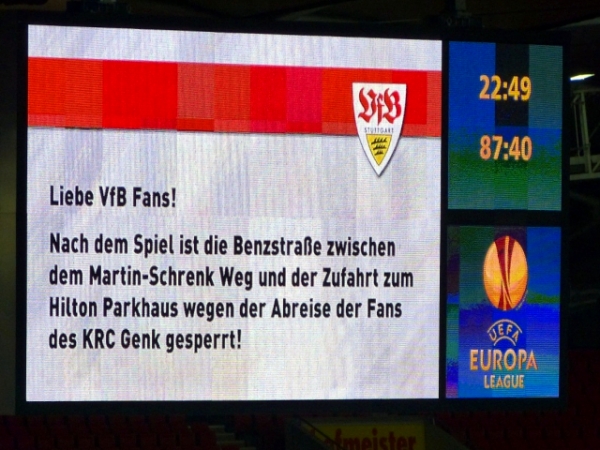 VfB
STUTTGART
22:49
87:40
Liebe VfB Fans!
Nach dem Spiel ist die Benzstraße zwischen
dem Martin-Schrenk Weg und der Zufahrt zum
Hilton Parkhaus wegen der Abreise der Fans
des KRC Genk gesperrt!
UEFA
EUROPA
LEAGUE
ofmeister